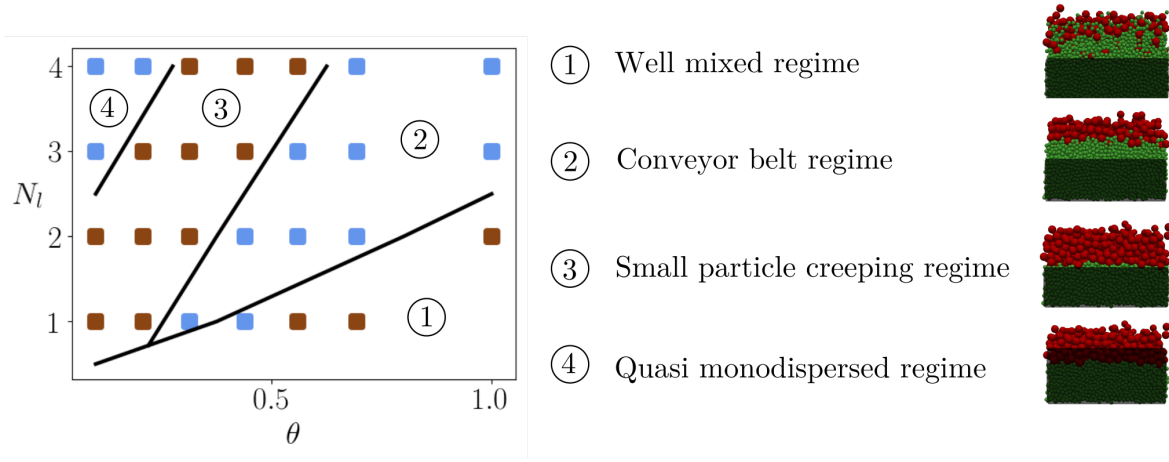 4
3
2
1
N_l
0.5
1.0
θ
④
③
②
①
① Well mixed regime
② Conveyor belt regime
③ Small particle creeping regime
④ Quasi monodispersed regime